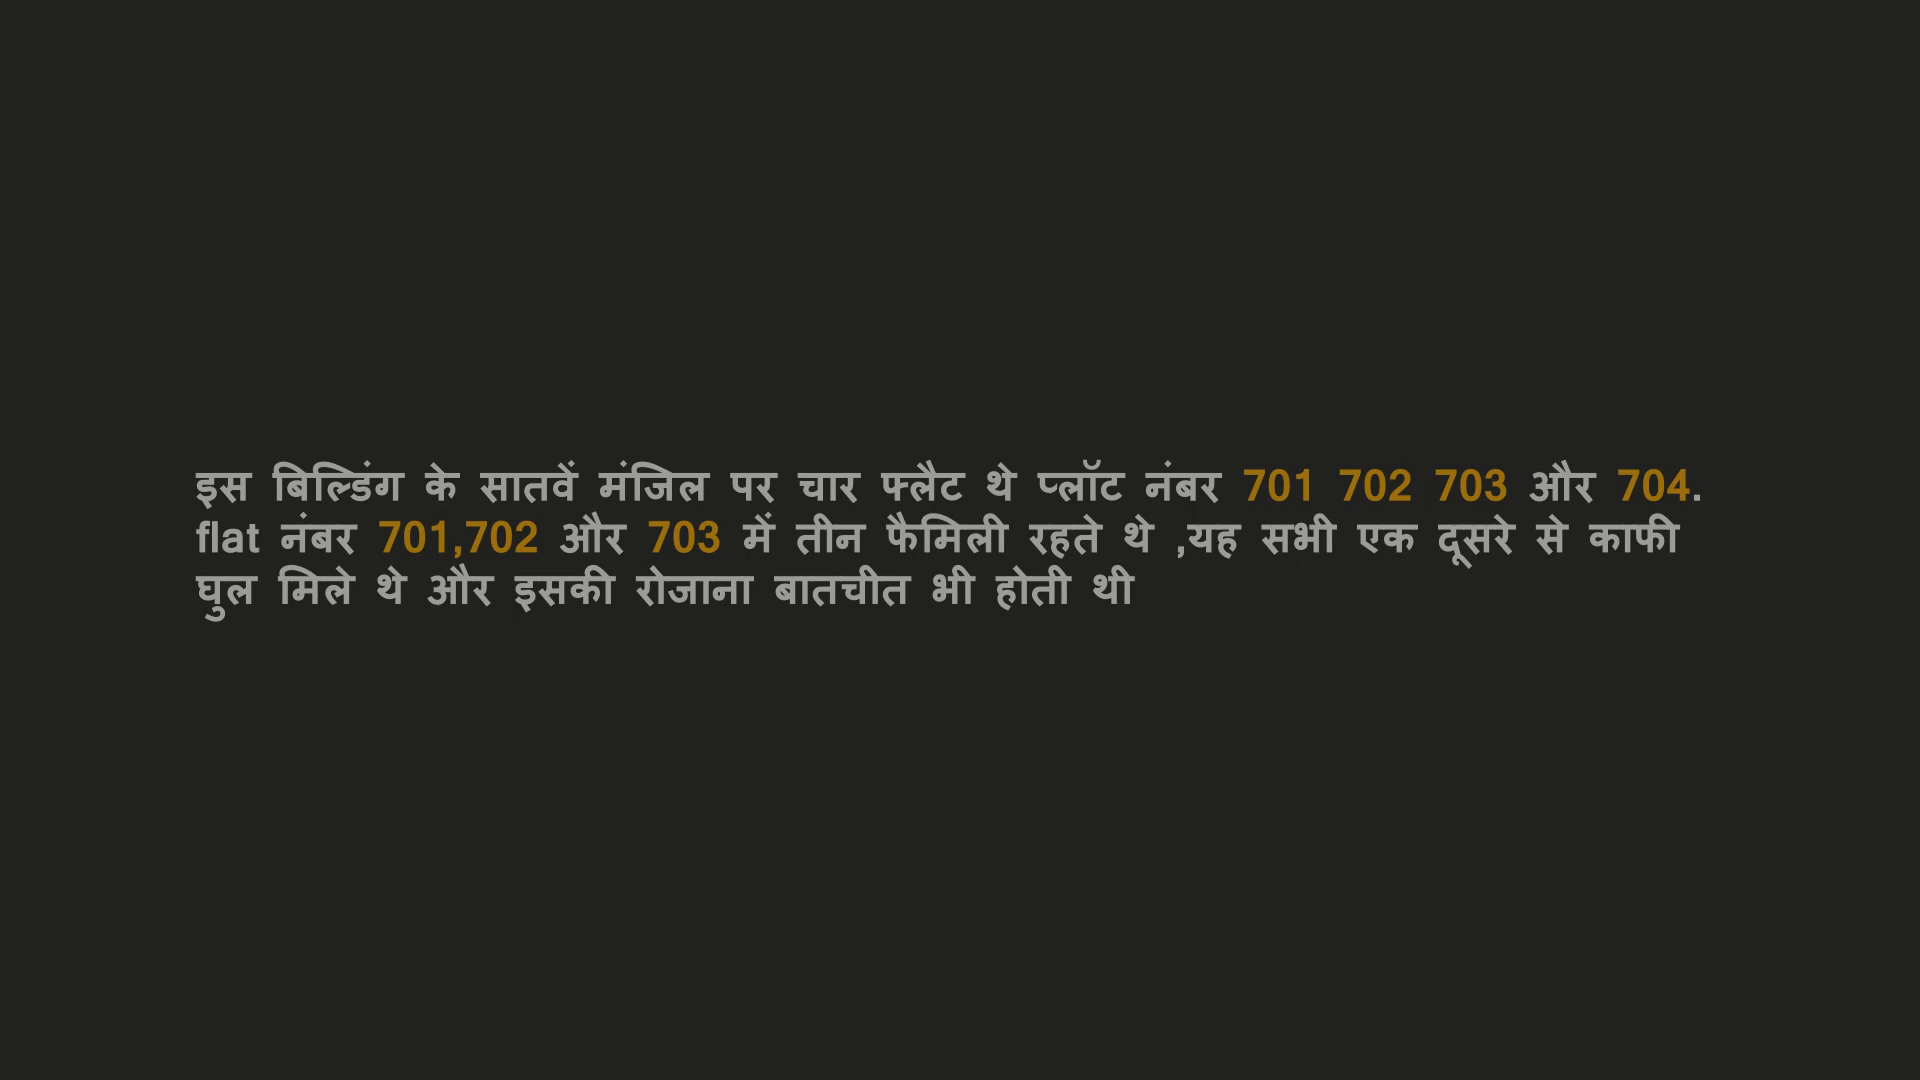 इस बिल्डिंग के सातवें मंजिल पर चार फ्लैट थे प्लॉट नंबर 701 702 703 और 704.
flat नंबर 701,702 और 703 में तीन फैमिली रहते थे ,यह सभी एक दूसरे से काफी
घुल मिले थे और इसकी रोजाना बातचीत भी होती थी